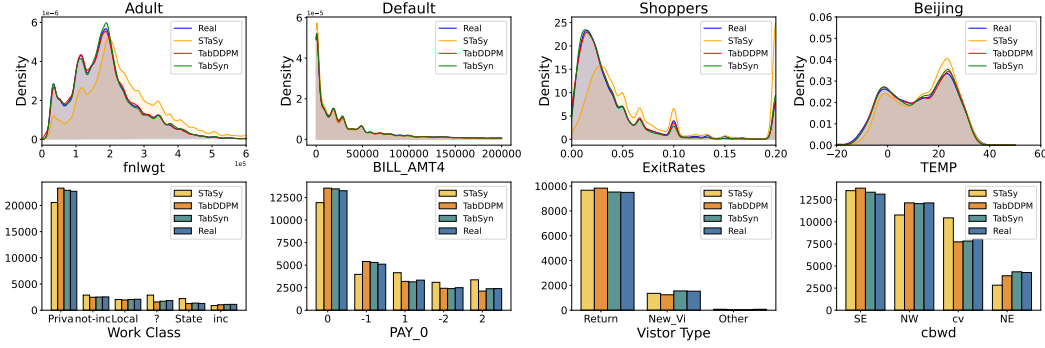 Adult
1e−6
6
4
2
0
Density
0
1
2
3
4
5
6
1e5
fnlwgt
Real
STaSy
TabDDPM
TabSyn
Default
1e−5
6
4
2
0
Density
0
50000
100000
150000
200000
BILL_AMT4
Real
STaSy
TabDDPM
TabSyn
Shoppers
25
20
15
10
5
0
Density
0.00
0.05
0.10
0.15
0.20
ExitRates
Real
STaSy
TabDDPM
TabSyn
Beijing
0.06
0.05
0.04
0.03
0.02
0.01
0.00
Density
−20
0
20
40
60
TEMP
Real
STaSy
TabDDPM
TabSyn
20000
15000
10000
5000
0
Priva
not-inc
Local
?
State
inc
Work Class
STaSy
TabDDPM
TabSyn
Real
12500
10000
7500
5000
2500
0
0
-1
1
-2
2
PAY_0
STaSy
TabDDPM
TabSyn
Real
10000
8000
6000
4000
2000
0
Return
New_Vi
Other
Vistor Type
STaSy
TabDDPM
TabSyn
Real
12500
10000
7500
5000
2500
0
SE
NW
cv
NE
cbwd
STaSy
TabDDPM
TabSyn
Real